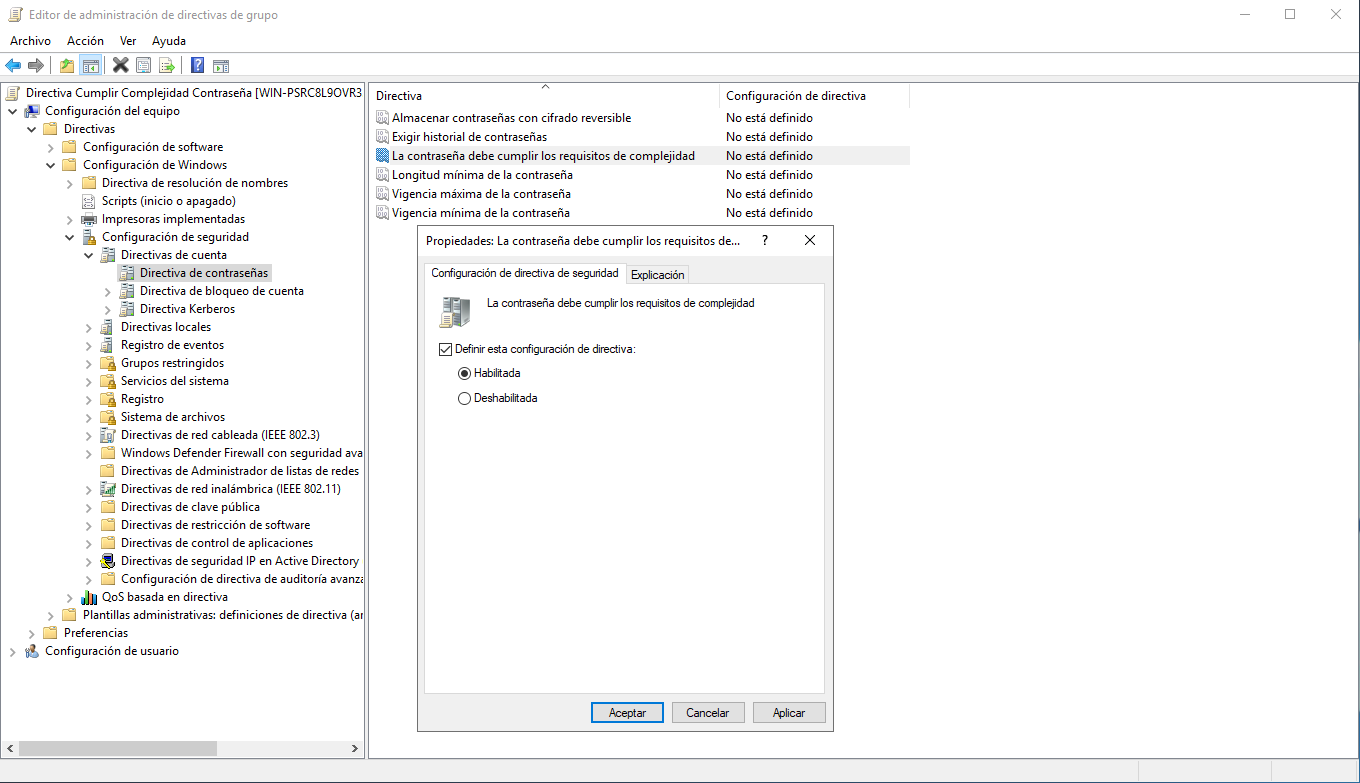 Editor de administración de directivas de grupo
Archivo Acción Ver Ayuda
Directiva Cumplir Complejidad Contraseña [WIN-PSRC8L9OVR3
Configuración del equipo
Directivas
Configuración de software
Configuración de Windows
Directiva de resolución de nombres
Scripts (inicio o apagado)
Impresoras implementadas
Configuración de seguridad
Directivas de cuenta
Directiva de contraseñas
Directiva de bloqueo de cuenta
Directiva Kerberos
Directivas locales
Registro de eventos
Grupos restringidos
Servicios del sistema
Registro
Sistema de archivos
Directivas de red cableada (IEEE 802.3)
Windows Defender Firewall con seguridad ava
Directivas de Administrador de listas de redes
Directivas de red inalámbrica (IEEE 802.11)
Directivas de clave pública
Directivas de restricción de software
Directivas de control de aplicaciones
Directivas de seguridad IP en Active Directory
Configuración de directiva de auditoría avanza
QoS basada en directiva
Plantillas administrativas: definiciones de directiva (ar
Preferencias
Configuración de usuario
Directiva Configuración de directiva
Almacenar contraseñas con cifrado reversible No está definido
Exigir historial de contraseñas No está definido
La contraseña debe cumplir los requisitos de complejidad No está definido
Longitud mínima de la contraseña No está definido
Vigencia máxima de la contraseña No está definido
Vigencia mínima de la contraseña No está definido
Propiedades: La contraseña debe cumplir los requisitos de... ?
Configuración de directiva de seguridad Explicación
La contraseña debe cumplir los requisitos de complejidad
Definir esta configuración de directiva:
Habilitada
Deshabilitada
Aceptar Cancelar Aplicar